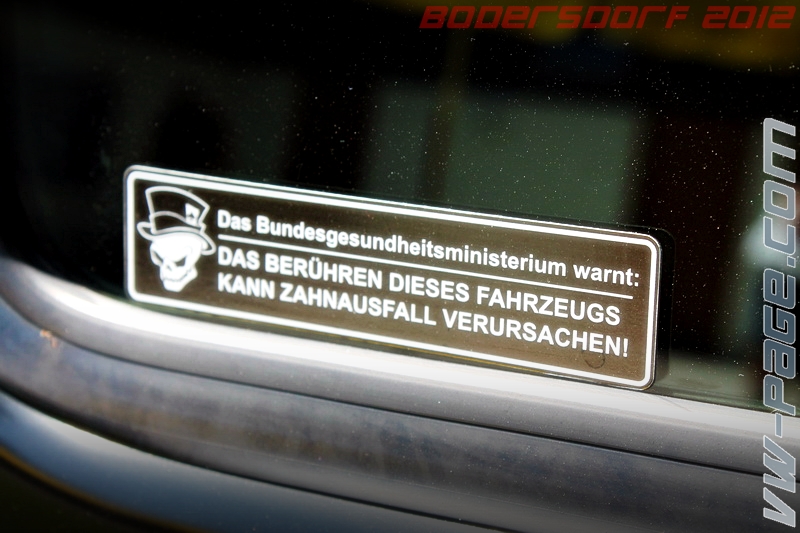 BODERSDORF 2012
Das Bundesgesundheitsministerium warnt:
DAS BERÜHREN DIESES FAHRZEUGS
KANN ZAHNAUSFALL VERURSACHEN!
vw-page.com